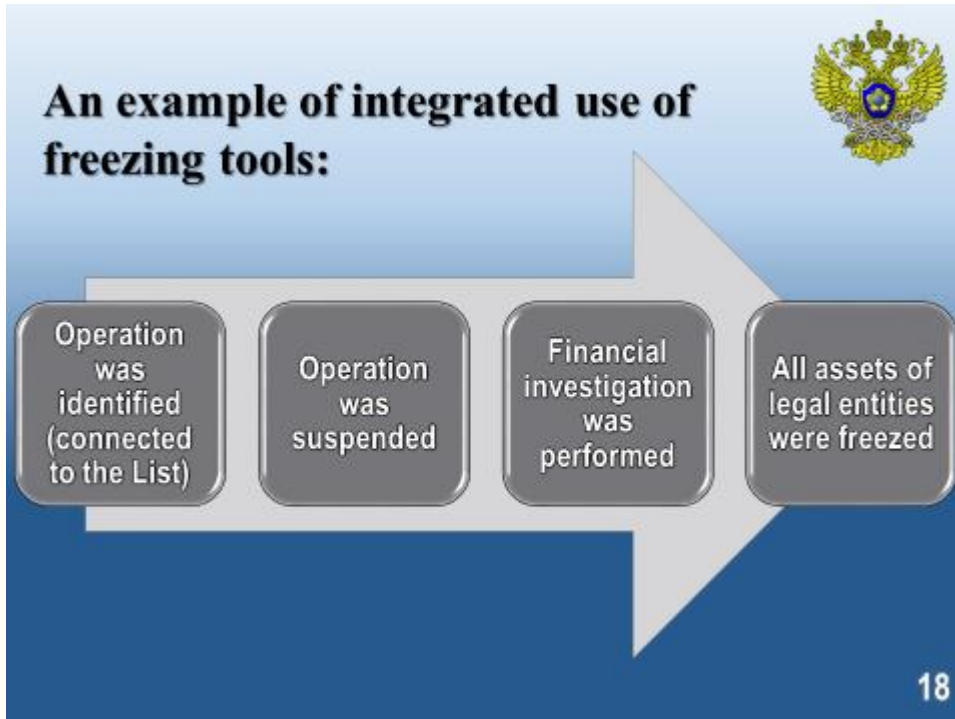 An example of integrated use of
freezing tools:
Operation
was
identified
(connected
to the List)
Operation
was
suspended
Financial
investigation
was
performed
All assets of
legal entities
were freezed
18